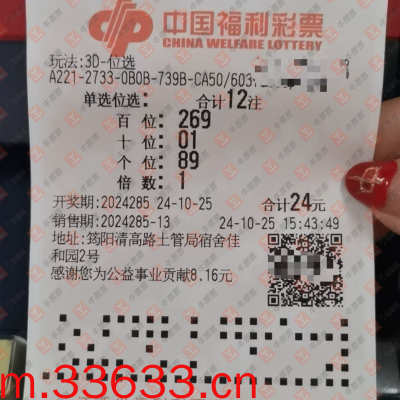 中国福利彩票
CHINA WELFARE LOTTERY
玩法:3D-位选
A221-2733-0B0B-739B-CA50/603
单选位选: 合计12注
百 位: 269
十 位: 01
个 位: 89
倍 数: 1
开奖期:2024285 24-10-25 合计24元
销售期:2024285-13 24-10-25 15:43:49
地址:筠阳清高路土管局宿舍佳
和园2号
感谢您为公益事业贡献8.16元
m.33633.cn